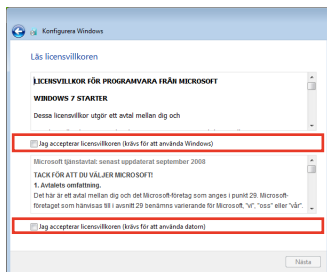 Konfigurera Windows
Läs licensvillkoren
LICENSVILLKOR FÖR PROGRAMVARA FRÅN MICROSOFT
WINDOWS 7 STARTER
Dessa licensvillkor utgör ett avtal mellan dig och
Jag accepterar licensvillkoren (krävs för att använda Windows)
Microsoft tjänstavtal: senast uppdaterat september 2008
TACK FÖR ATT DU VÄLJER MICROSOFT!
1. Avtalets omfattning.
Det här är ett avtal mellan dig och det Microsoft-företag som anges i punkt 29. Microsoft-
företaget som hänvisas till i avsnitt 29 benämns varierande för Microsoft, "vi", "oss" eller "vår".
Jag accepterar licensvillkoren (krävs för att använda datorn)
Nästa